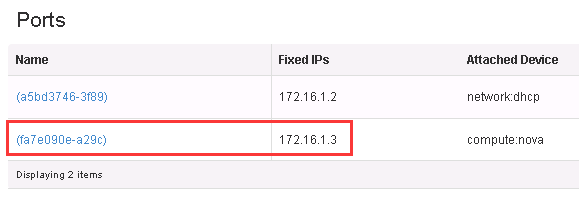 Ports
Name Fixed IPs Attached Device
(a5bd3746-3f89) 172.16.1.2 network:dhcp
(fa7e090e-a29c) 172.16.1.3 compute:nova
Displaying 2 items